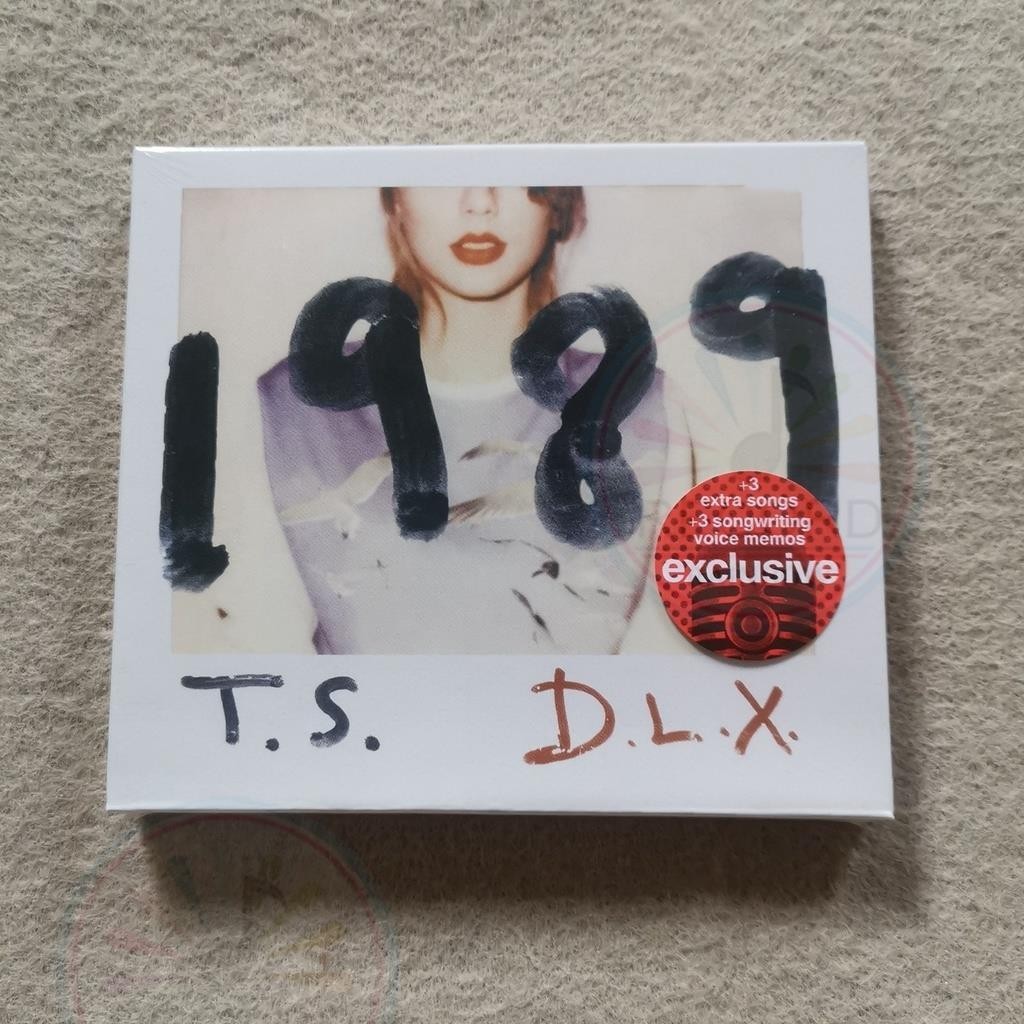 1989
+3
extra songs
+3 songwriting
voice memos
exclusive
T.S. D.L.X.